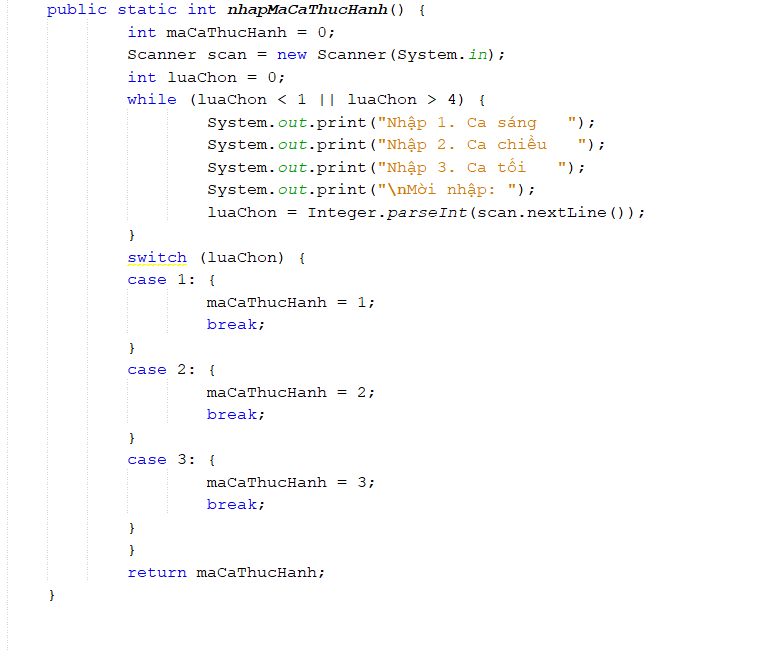 public static int nhapMaCaThucHanh() {
int maCaThucHanh = 0;
Scanner scan = new Scanner(System.in);
int luaChon = 0;
while (luaChon < 1 || luaChon > 4) {
System.out.print("Nhập 1. Ca sáng   ");
System.out.print("Nhập 2. Ca chiều   ");
System.out.print("Nhập 3. Ca tối   ");
System.out.print("\nMời nhập: ");
luaChon = Integer.parseInt(scan.nextLine());
}
switch (luaChon) {
case 1: {
maCaThucHanh = 1;
break;
}
case 2: {
maCaThucHanh = 2;
break;
}
case 3: {
maCaThucHanh = 3;
break;
}
}
return maCaThucHanh;
}